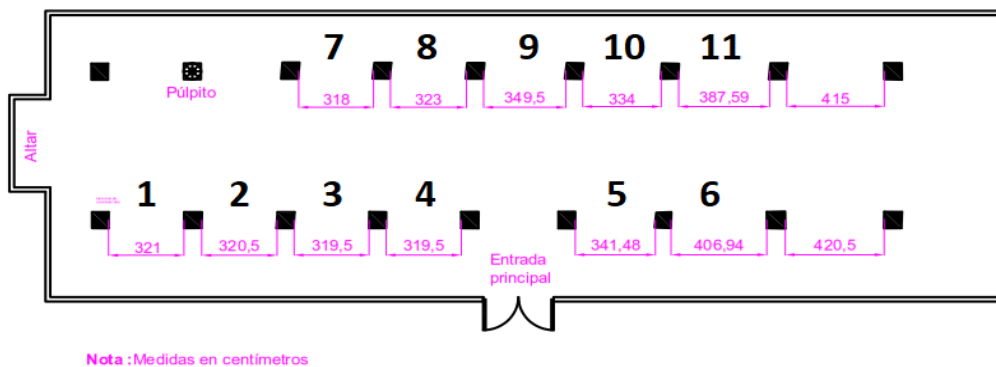 7 8 9 10 11
Púlpito
318 323 349,5 334 387,59 415
Altar
1 2 3 4 5 6
321 320,5 319,5 319,5 341,48 406,94 420,5
Entrada
principal
Nota : Medidas en centímetros